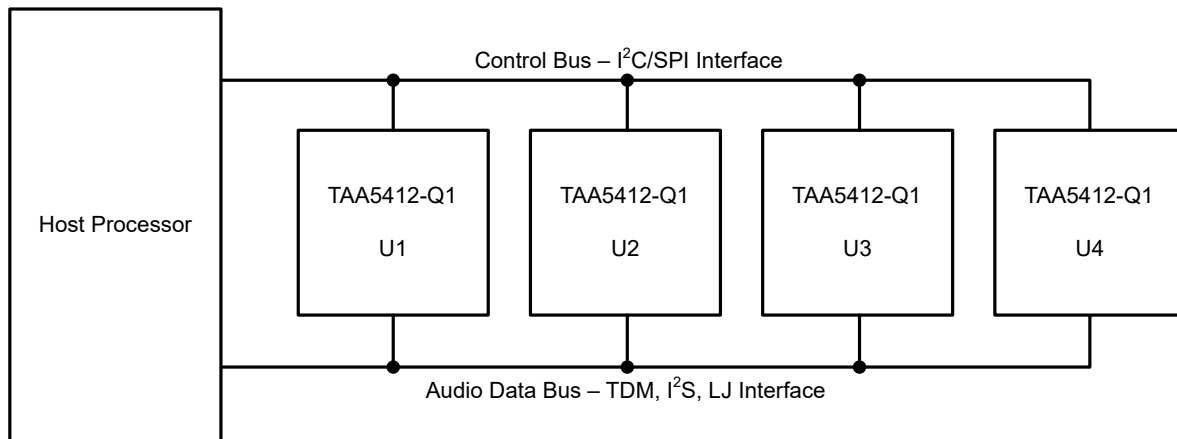 Control Bus – I²C/SPI Interface
Host Processor
TAA5412-Q1
U1
TAA5412-Q1
U2
TAA5412-Q1
U3
TAA5412-Q1
U4
Audio Data Bus – TDM, I²S, LJ Interface